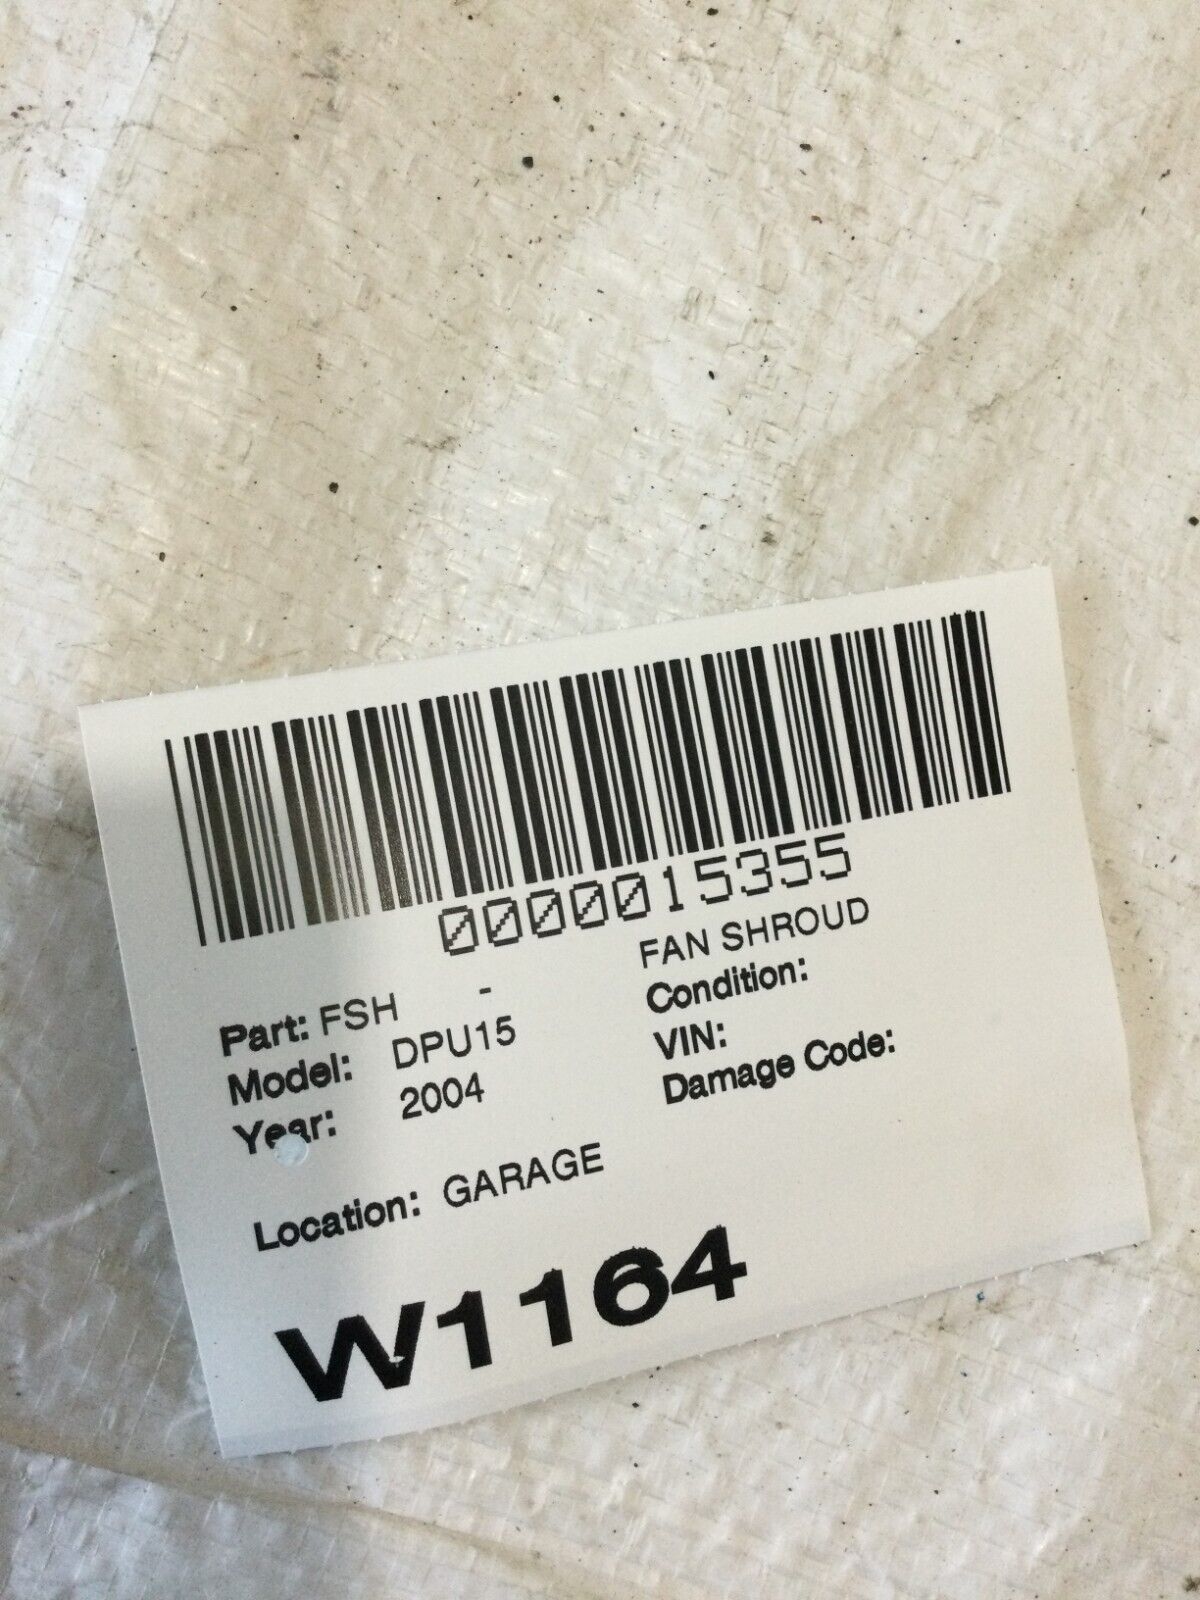 0000015355
Part: FSH - FAN SHROUD
Model: DPU15 Condition:
Year: 2004 VIN:
Damage Code:
Location: GARAGE
W1164